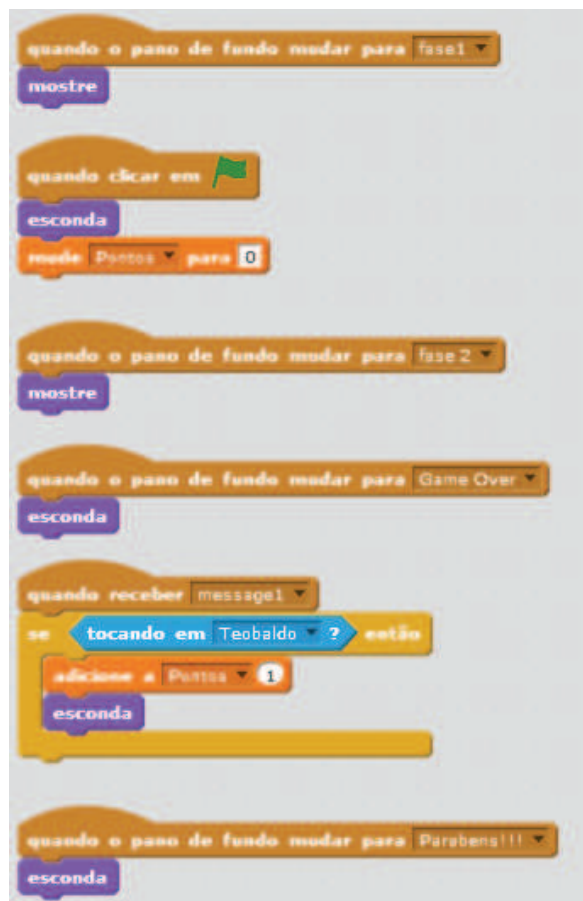 quando o pano de fundo mudar para fase1
mostre
quando clicar em
esconda
mude Pontos para 0
quando o pano de fundo mudar para fase 2
mostre
quando o pano de fundo mudar para Game Over
esconda
quando receber message1
se tocando em Teobaldo ? então
adicione a Pontos 1
esconda
quando o pano de fundo mudar para Parabens!!!
esconda